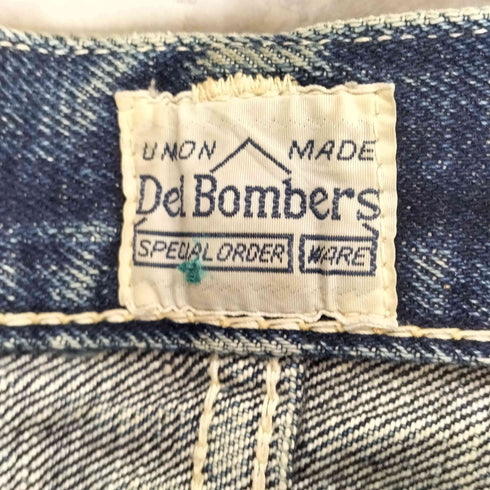 UNION MADE
Del Bombers
SPECIAL ORDER WARE